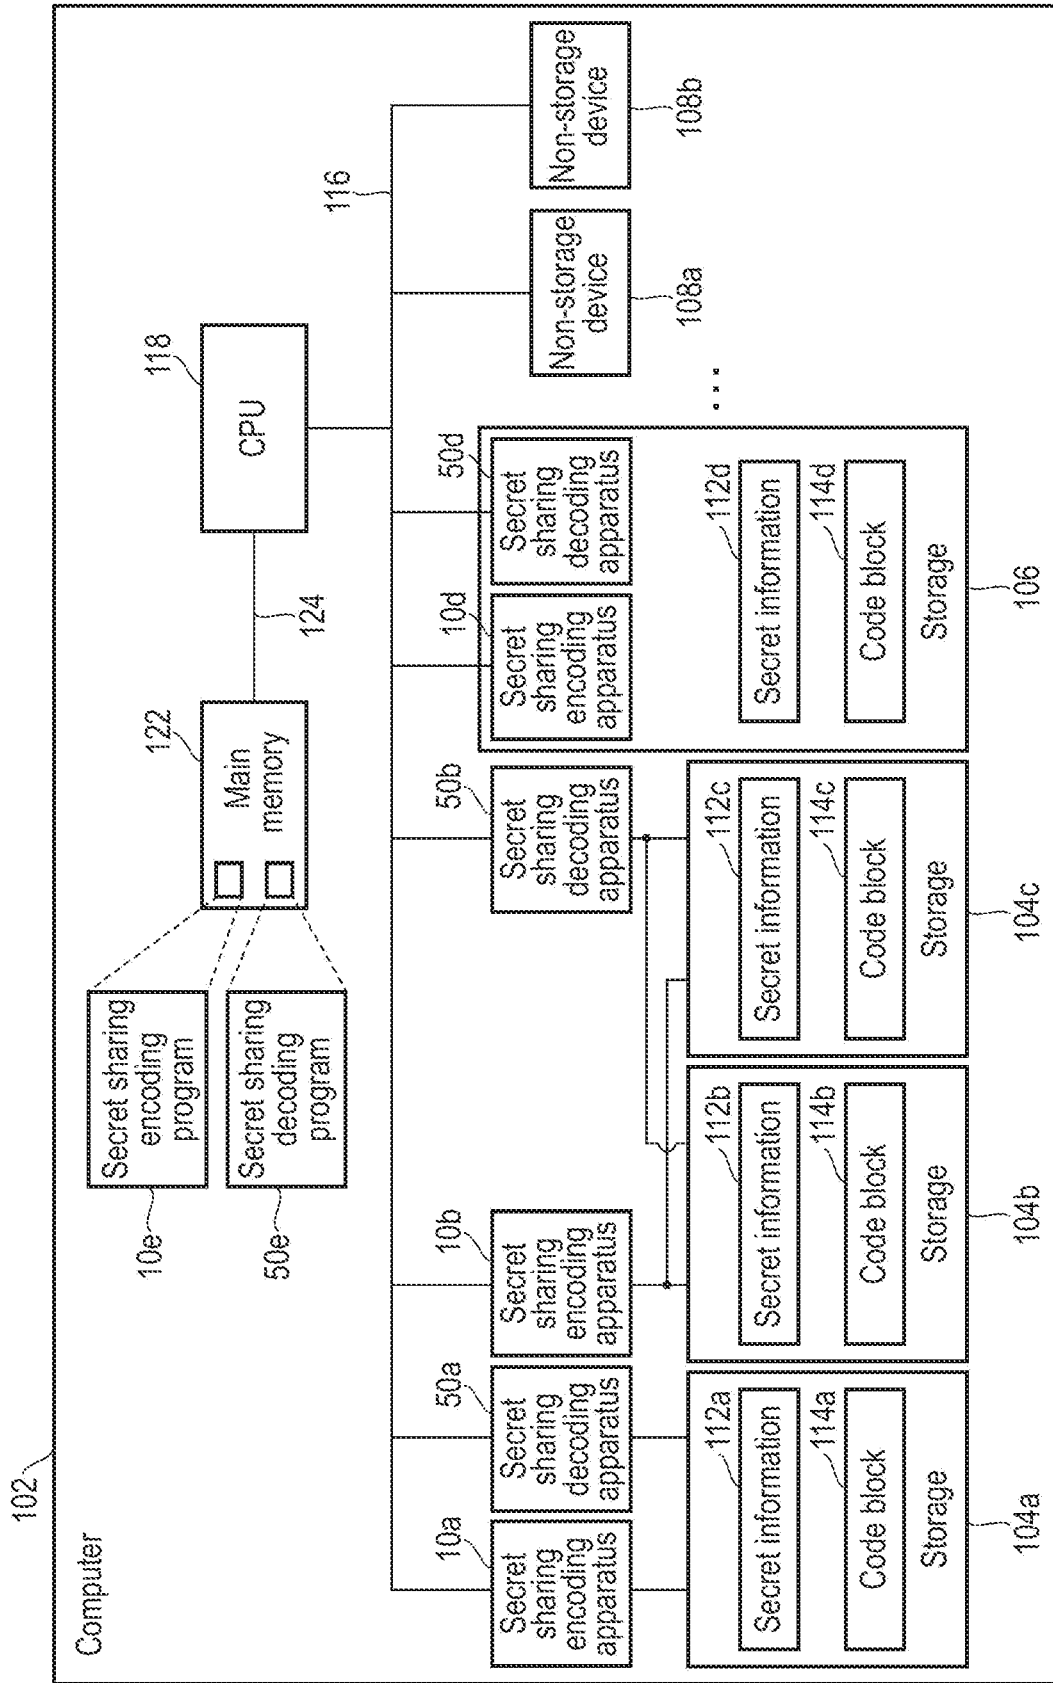 102
Computer
Secret sharing
encoding
program
10e
Secret sharing
decoding
program
50e
122
Main
memory
124
118
CPU
116
10a
Secret
sharing
encoding
apparatus
50a
Secret
sharing
decoding
apparatus
10b
Secret
sharing
encoding
apparatus
50b
Secret
sharing
decoding
apparatus
10d
Secret
sharing
encoding
apparatus
50d
Secret
sharing
decoding
apparatus
Non-storage
device
108a
Non-storage
device
108b
112a
Secret information
114a
Code block
Storage
104a
112b
Secret information
114b
Code block
Storage
104b
112c
Secret information
114c
Code block
Storage
104c
112d
Secret information
114d
Code block
Storage
106
...